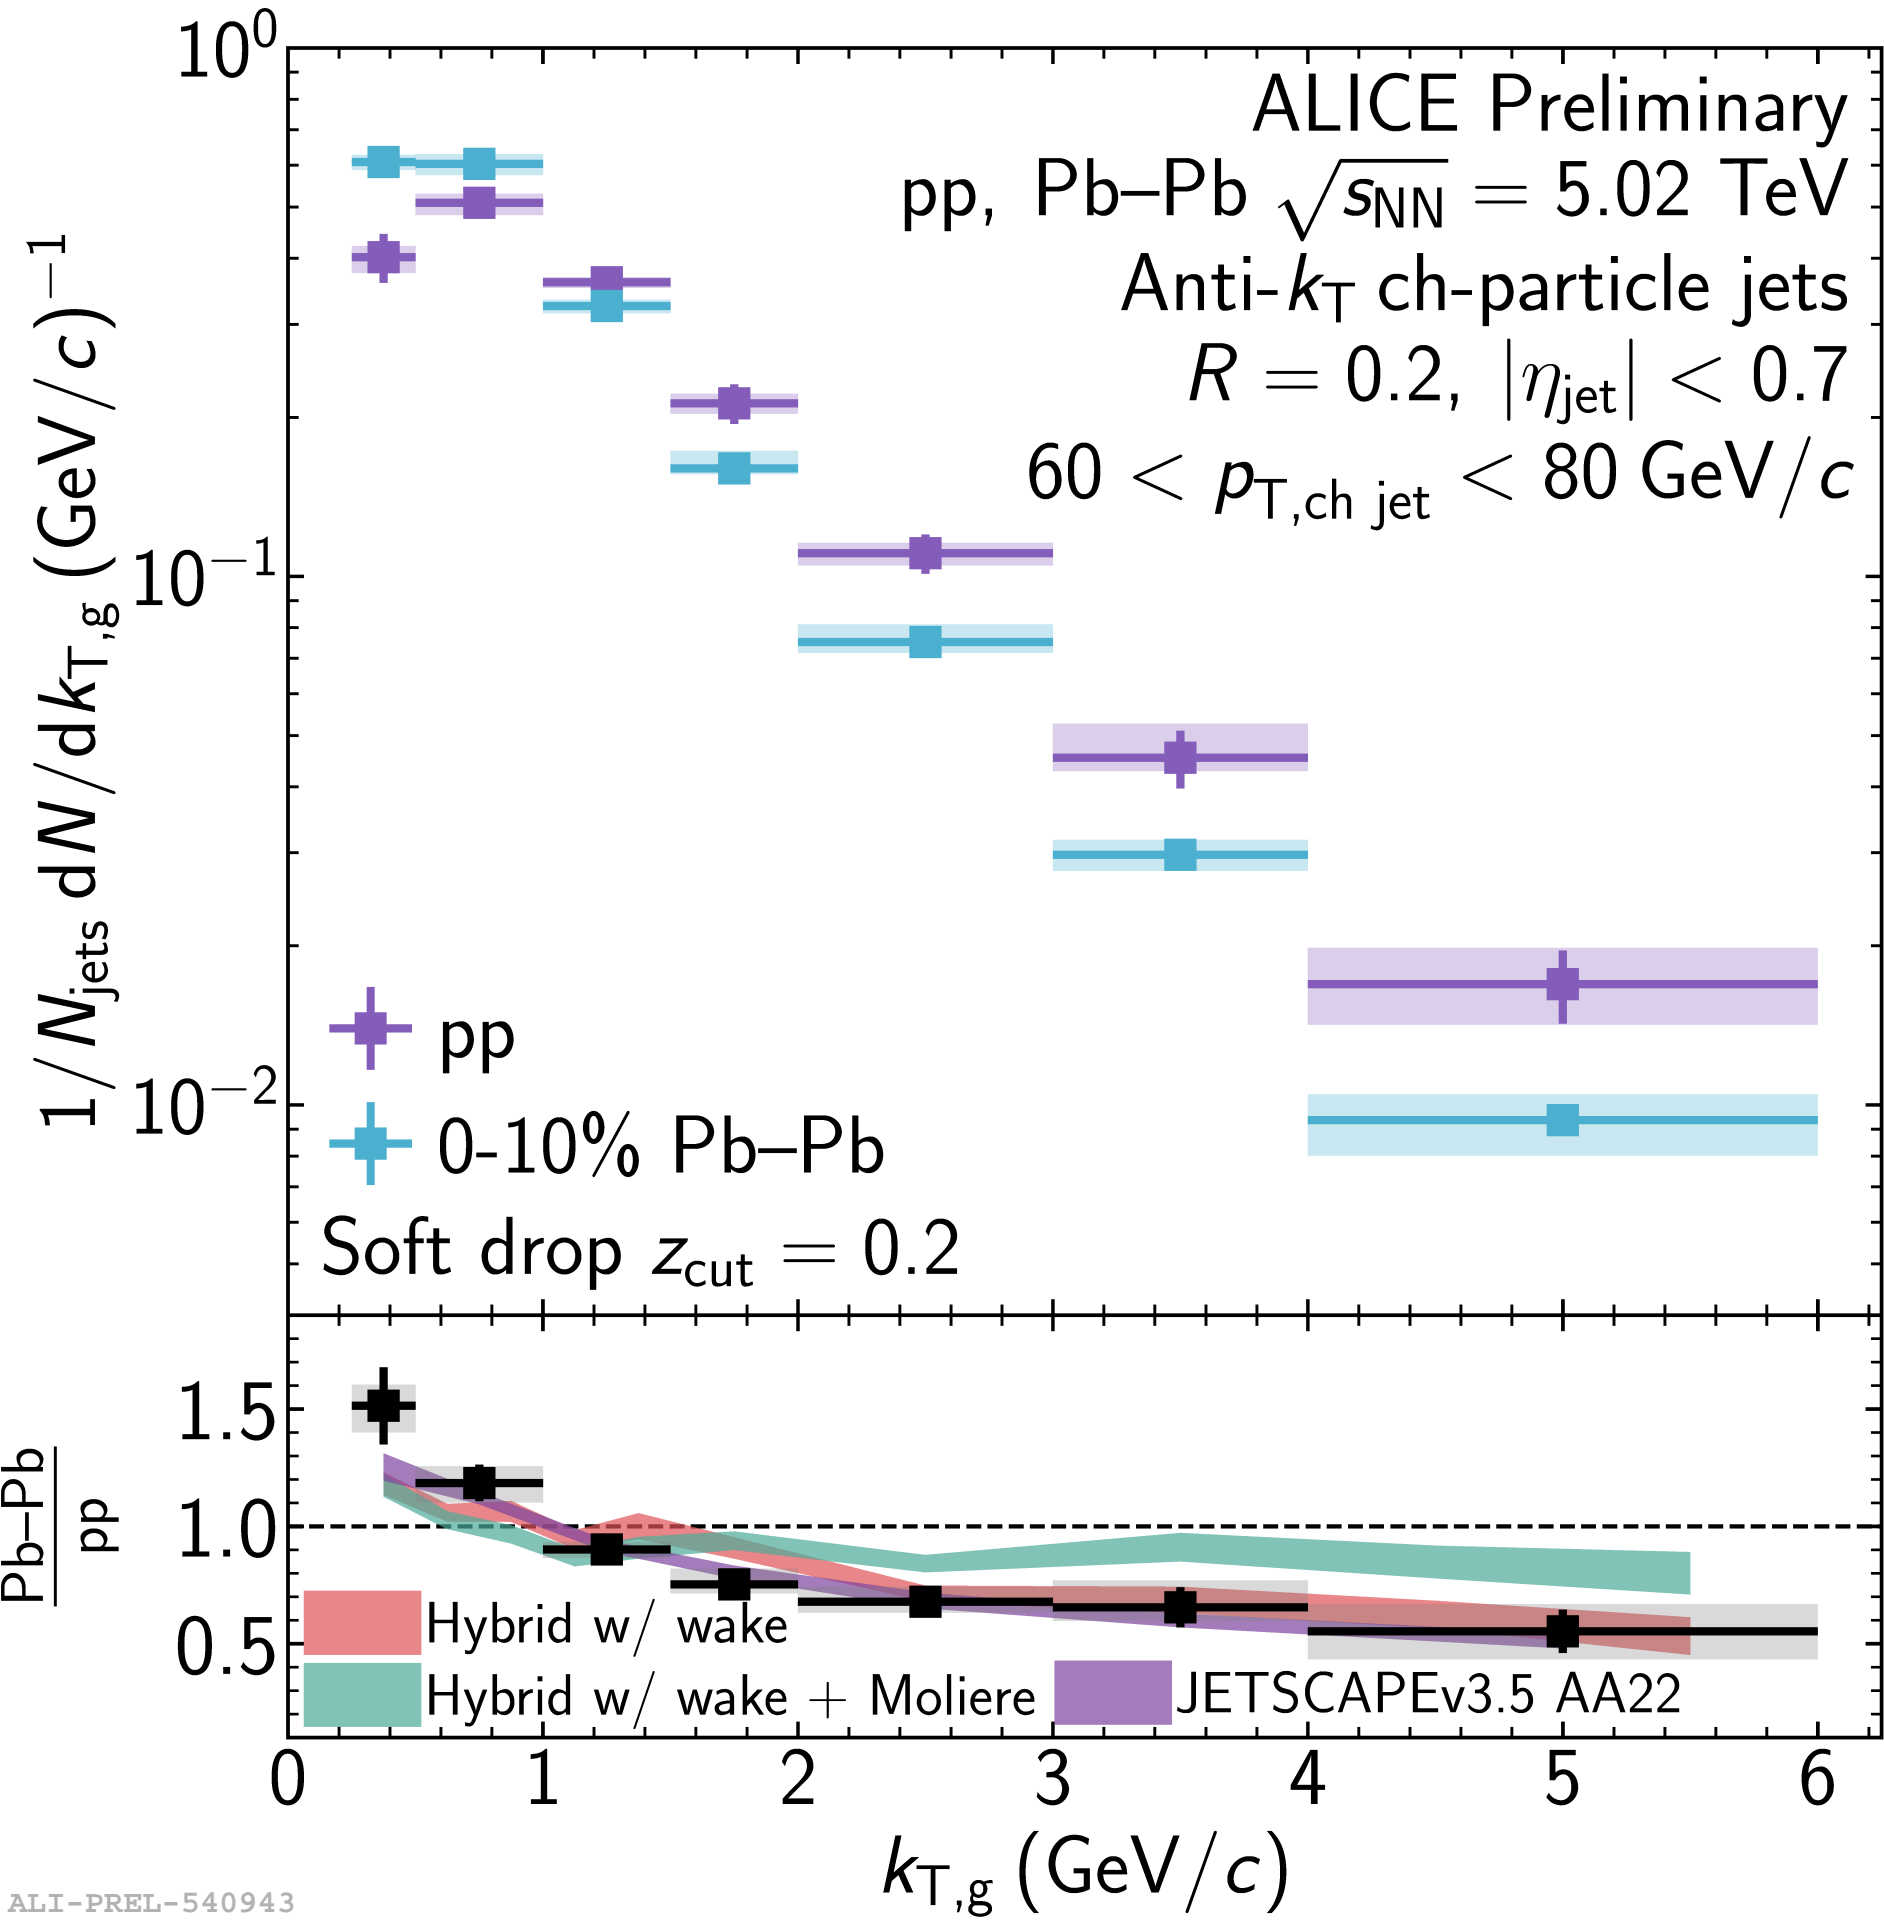 10⁰
ALICE Preliminary
pp, Pb–Pb √sNN = 5.02 TeV
Anti-kT ch-particle jets
R = 0.2, |ηjet| < 0.7
60 < pT,ch jet < 80 GeV/c
1/Njets dN/dkT,g (GeV/c)⁻¹
10⁻¹
10⁻²
pp
0-10% Pb–Pb
Soft drop zcut = 0.2
Pb–Pb
pp
1.5
1.0
0.5
Hybrid w/ wake
Hybrid w/ wake + Moliere
JETSCAPEv3.5 AA22
0 1 2 3 4 5 6
kT,g (GeV/c)
ALI-PREL-540943